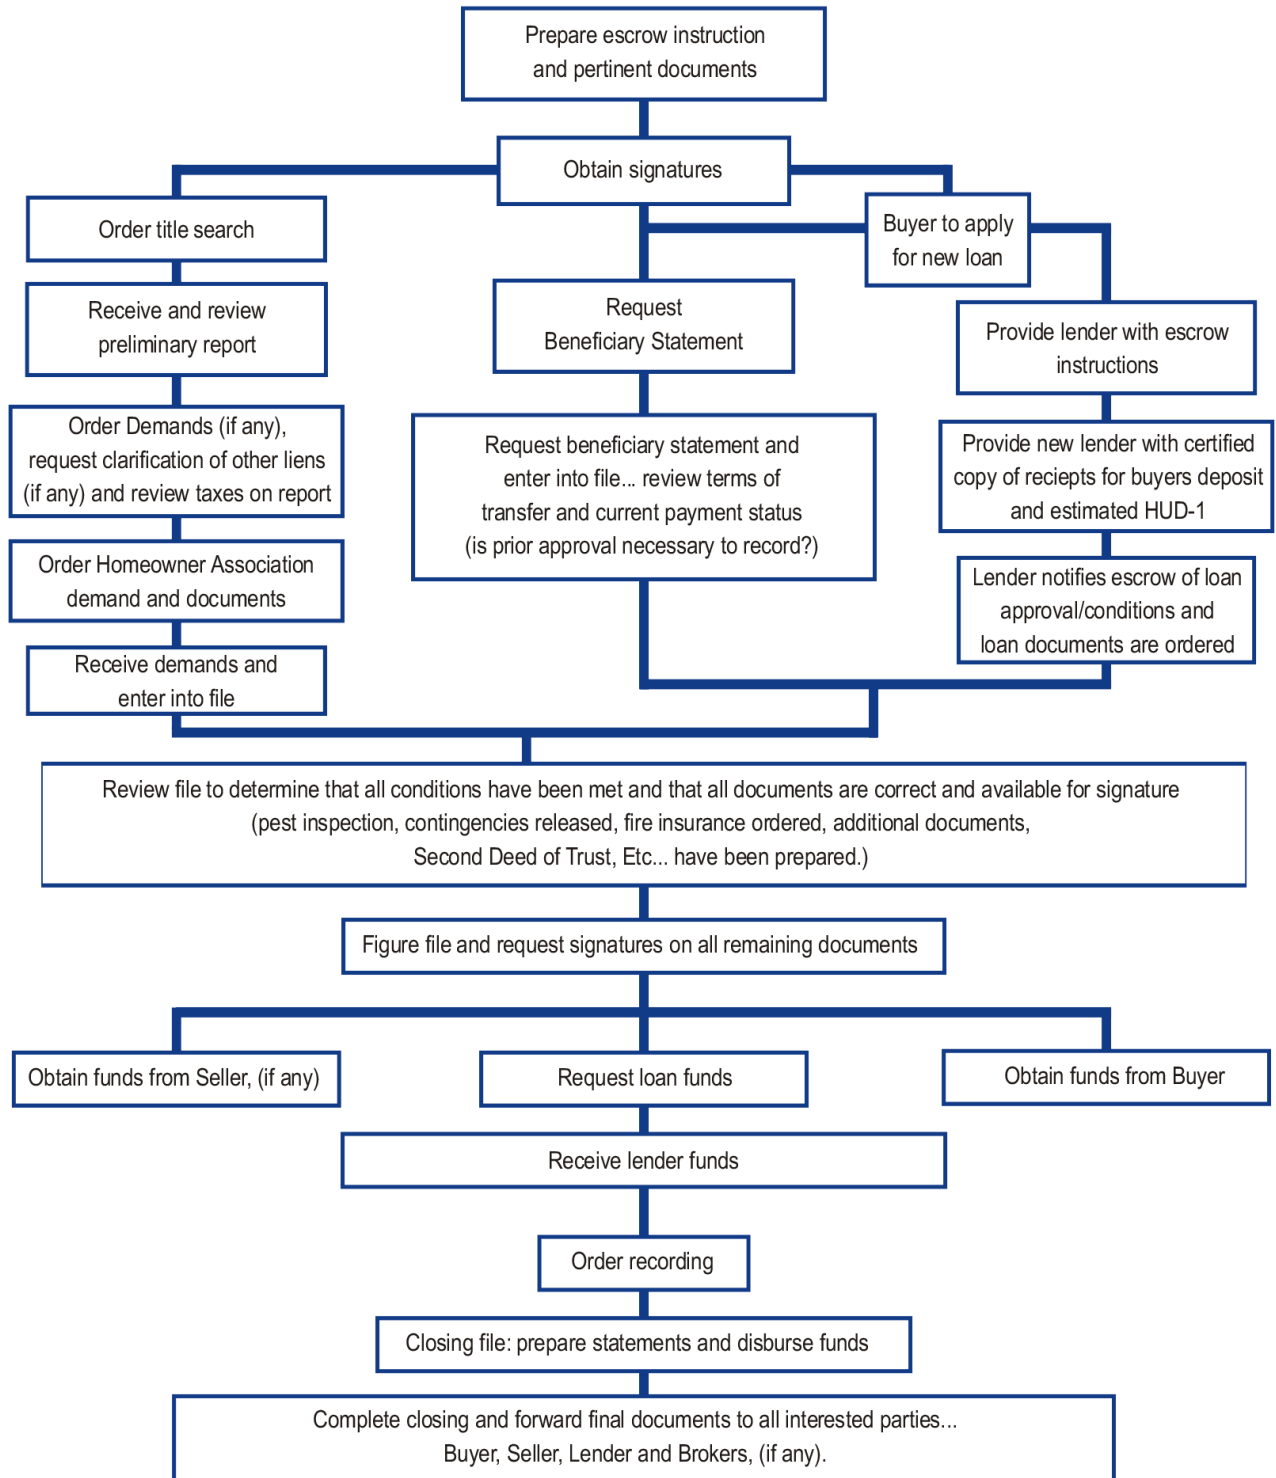 Prepare escrow instruction
and pertinent documents
Obtain signatures
Order title search
Receive and review
preliminary report
Order Demands (if any),
request clarification of other liens
(if any) and review taxes on report
Order Homeowner Association
demand and documents
Receive demands and
enter into file
Request
Beneficiary Statement
Request beneficiary statement and
enter into file... review terms of
transfer and current payment status
(is prior approval necessary to record?)
Buyer to apply
for new loan
Provide lender with escrow
instructions
Provide new lender with certified
copy of reciepts for buyers deposit
and estimated HUD-1
Lender notifies escrow of loan
approval/conditions and
loan documents are ordered
Review file to determine that all conditions have been met and that all documents are correct and available for signature
(pest inspection, contingencies released, fire insurance ordered, additional documents,
Second Deed of Trust, Etc... have been prepared.)
Figure file and request signatures on all remaining documents
Obtain funds from Seller, (if any)
Request loan funds
Obtain funds from Buyer
Receive lender funds
Order recording
Closing file: prepare statements and disburse funds
Complete closing and forward final documents to all interested parties...
Buyer, Seller, Lender and Brokers, (if any).